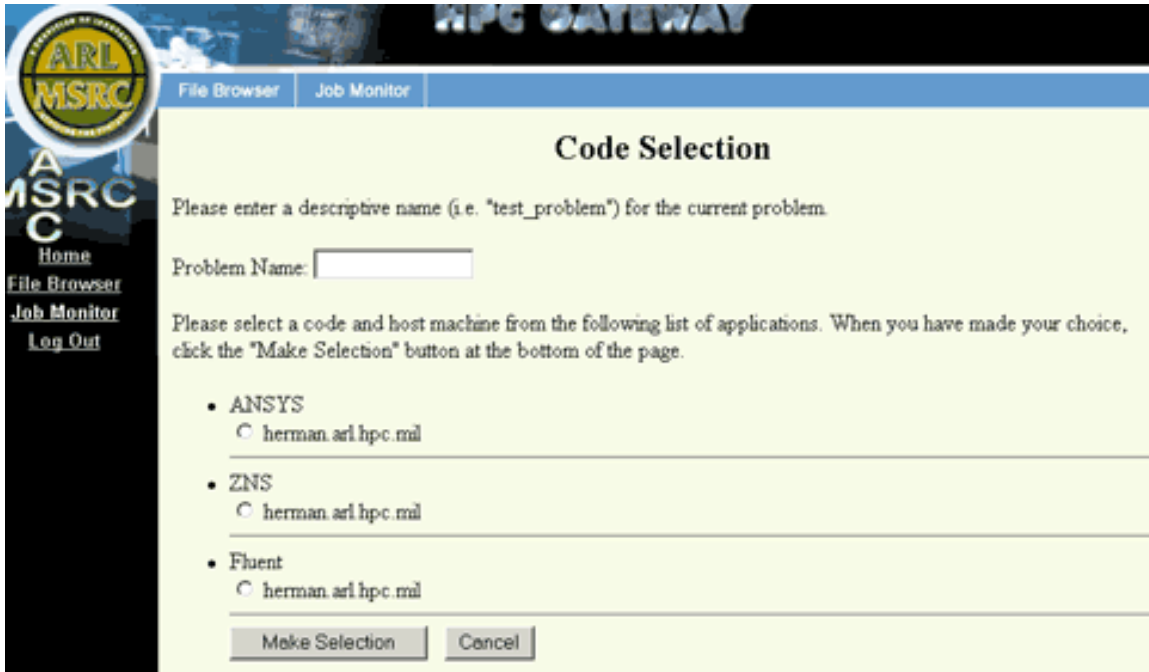 HPC GATEWAY
ARL
MSRC
File Browser
Job Monitor
Code Selection
A
MSRC
C
Please enter a descriptive name (i.e. "test_problem") for the current problem.
Home
File Browser
Job Monitor
Log Out
Problem Name:
Please select a code and host machine from the following list of applications. When you have made your choice,
click the "Make Selection" button at the bottom of the page.
ANSYS
herman.arl.hpc.mil
ZNS
herman.arl.hpc.mil
Fluent
herman.arl.hpc.mil
Make Selection
Cancel